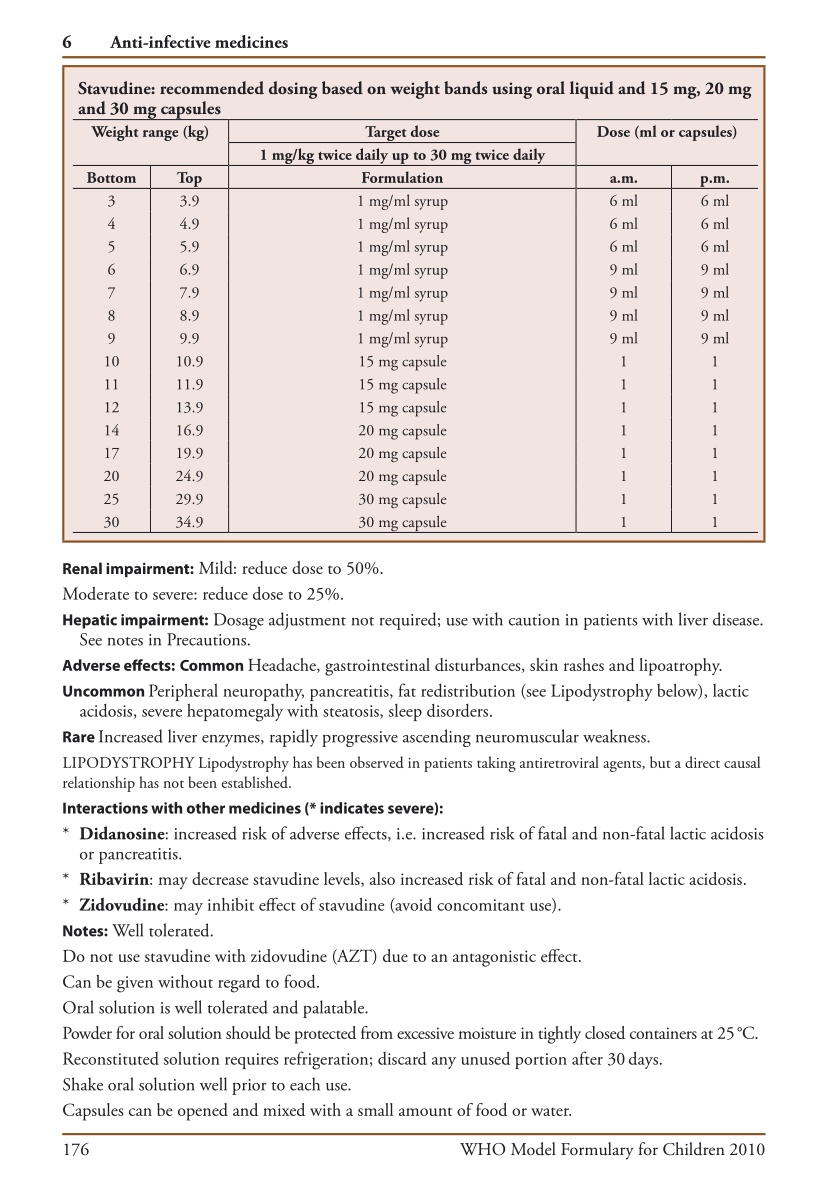 6 Anti-infective medicines
Stavudine: recommended dosing based on weight bands using oral liquid and 15 mg, 20 mg
and 30 mg capsules
Weight range (kg) Target dose Dose (ml or capsules)
1 mg/kg twice daily up to 30 mg twice daily
Bottom Top Formulation a.m. p.m.
3 3.9 1 mg/ml syrup 6 ml 6 ml
4 4.9 1 mg/ml syrup 6 ml 6 ml
5 5.9 1 mg/ml syrup 6 ml 6 ml
6 6.9 1 mg/ml syrup 9 ml 9 ml
7 7.9 1 mg/ml syrup 9 ml 9 ml
8 8.9 1 mg/ml syrup 9 ml 9 ml
9 9.9 1 mg/ml syrup 9 ml 9 ml
10 10.9 15 mg capsule 1 1
11 11.9 15 mg capsule 1 1
12 13.9 15 mg capsule 1 1
14 16.9 20 mg capsule 1 1
17 19.9 20 mg capsule 1 1
20 24.9 20 mg capsule 1 1
25 29.9 30 mg capsule 1 1
30 34.9 30 mg capsule 1 1
Renal impairment: Mild: reduce dose to 50%.
Moderate to severe: reduce dose to 25%.
Hepatic impairment: Dosage adjustment not required; use with caution in patients with liver disease.
See notes in Precautions.
Adverse effects: Common Headache, gastrointestinal disturbances, skin rashes and lipoatrophy.
Uncommon Peripheral neuropathy, pancreatitis, fat redistribution (see Lipodystrophy below), lactic
acidosis, severe hepatomegaly with steatosis, sleep disorders.
Rare Increased liver enzymes, rapidly progressive ascending neuromuscular weakness.
LIPODYSTROPHY Lipodystrophy has been observed in patients taking antiretroviral agents, but a direct causal
relationship has not been established.
Interactions with other medicines (* indicates severe):
* Didanosine: increased risk of adverse effects, i.e. increased risk of fatal and non-fatal lactic acidosis
or pancreatitis.
* Ribavirin: may decrease stavudine levels, also increased risk of fatal and non-fatal lactic acidosis.
* Zidovudine: may inhibit effect of stavudine (avoid concomitant use).
Notes: Well tolerated.
Do not use stavudine with zidovudine (AZT) due to an antagonistic effect.
Can be given without regard to food.
Oral solution is well tolerated and palatable.
Powder for oral solution should be protected from excessive moisture in tightly closed containers at 25 °C.
Reconstituted solution requires refrigeration; discard any unused portion after 30 days.
Shake oral solution well prior to each use.
Capsules can be opened and mixed with a small amount of food or water.
176 WHO Model Formulary for Children 2010